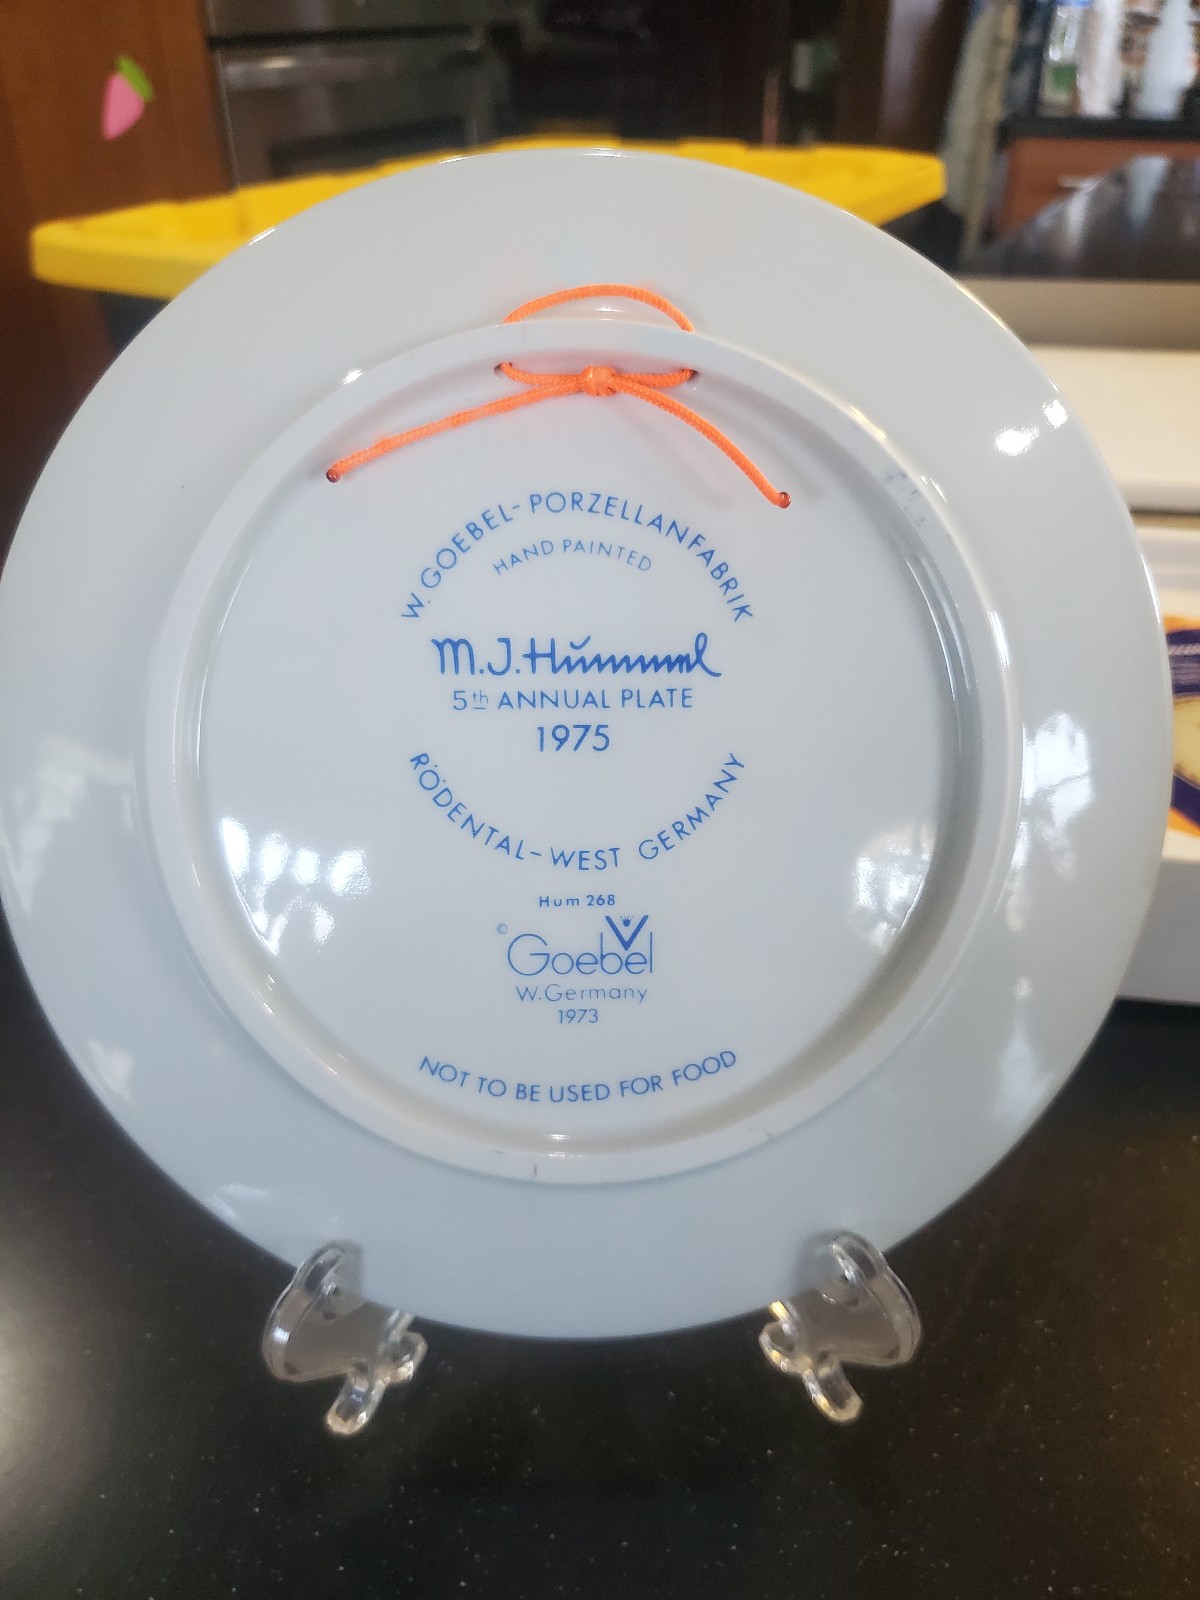 W. GOEBEL-PORZELLANFABRIK
HAND PAINTED
M.J.Hümmel
5th ANNUAL PLATE
1975
RÖDENTAL-WEST GERMANY
Hum 268
© Goebel
W.Germany
1973
NOT TO BE USED FOR FOOD